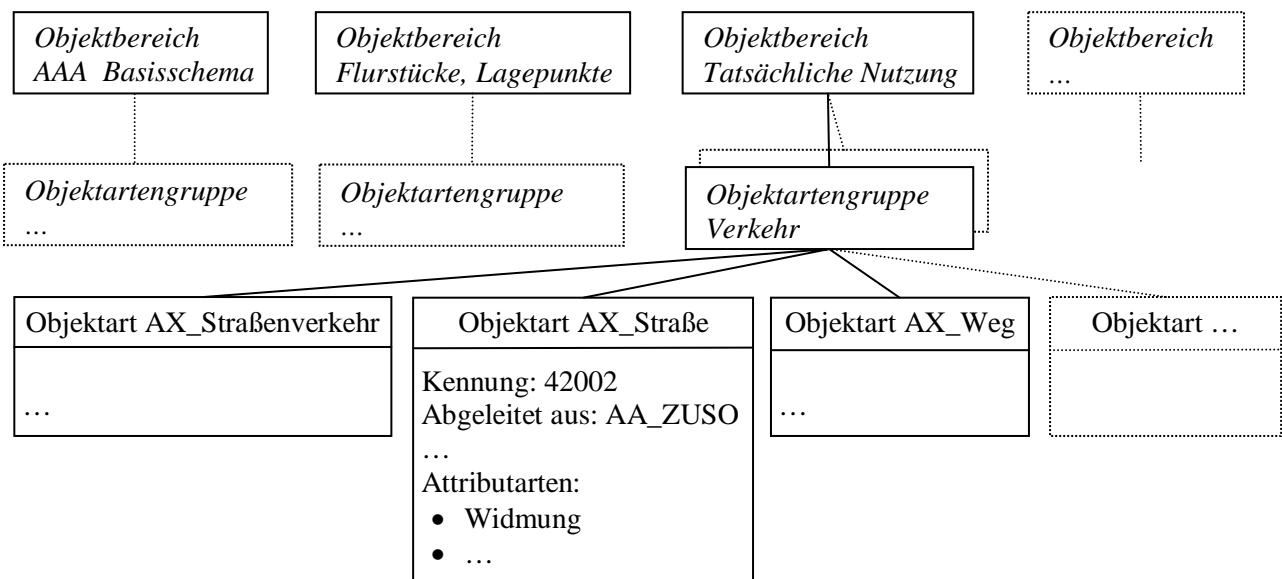 Objektbereich
AAA Basisschema
Objektbereich
Flurstücke, Lagepunkte
Objektbereich
Tatsächliche Nutzung
Objektbereich
…
Objektartengruppe
…
Objektartengruppe
…
Objektartengruppe
Verkehr
Objektart AX_Straßenverkehr
…
Objektart AX_Straße
Kennung: 42002
Abgeleitet aus: AA_ZUSO
…
Attributarten:
• Widmung
• …
Objektart AX_Weg
…
Objektart …